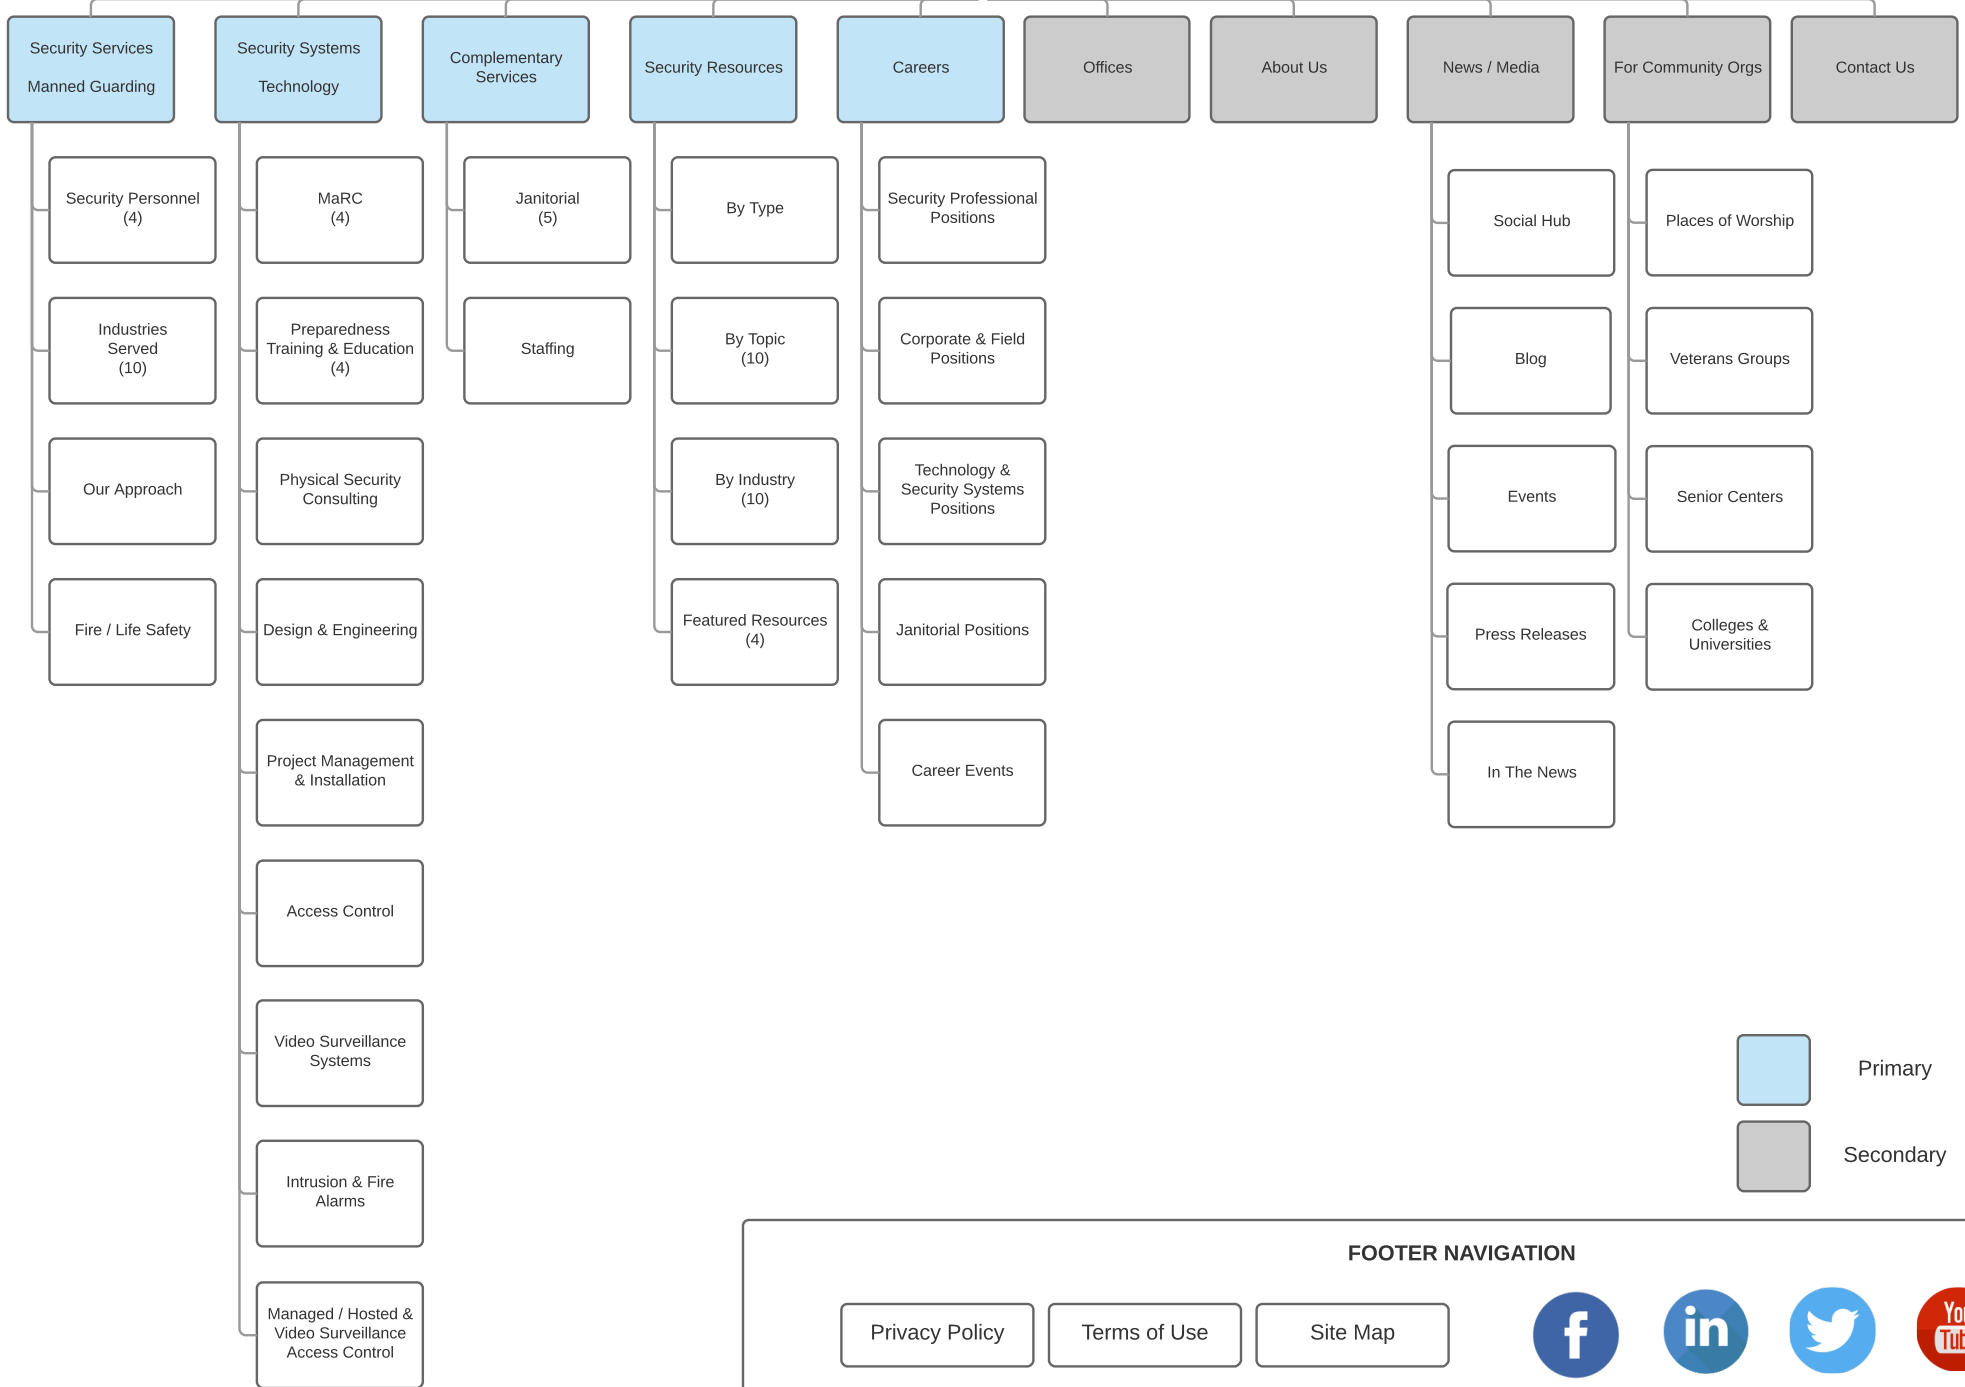 Security Services
Manned Guarding
Security Systems
Technology
Complementary
Services
Security Resources
Careers
Offices
About Us
News / Media
For Community Orgs
Contact Us
Security Personnel
(4)
Industries
Served
(10)
Our Approach
Fire / Life Safety
MaRC
(4)
Preparedness
Training & Education
(4)
Physical Security
Consulting
Design & Engineering
Project Management
& Installation
Access Control
Video Surveillance
Systems
Intrusion & Fire
Alarms
Managed / Hosted &
Video Surveillance
Access Control
Janitorial
(5)
Staffing
By Type
By Topic
(10)
By Industry
(10)
Featured Resources
(4)
Security Professional
Positions
Corporate & Field
Positions
Technology &
Security Systems
Positions
Janitorial Positions
Career Events
Social Hub
Blog
Events
Press Releases
In The News
Places of Worship
Veterans Groups
Senior Centers
Colleges &
Universities
Primary
Secondary
FOOTER NAVIGATION
Privacy Policy
Terms of Use
Site Map
f
in